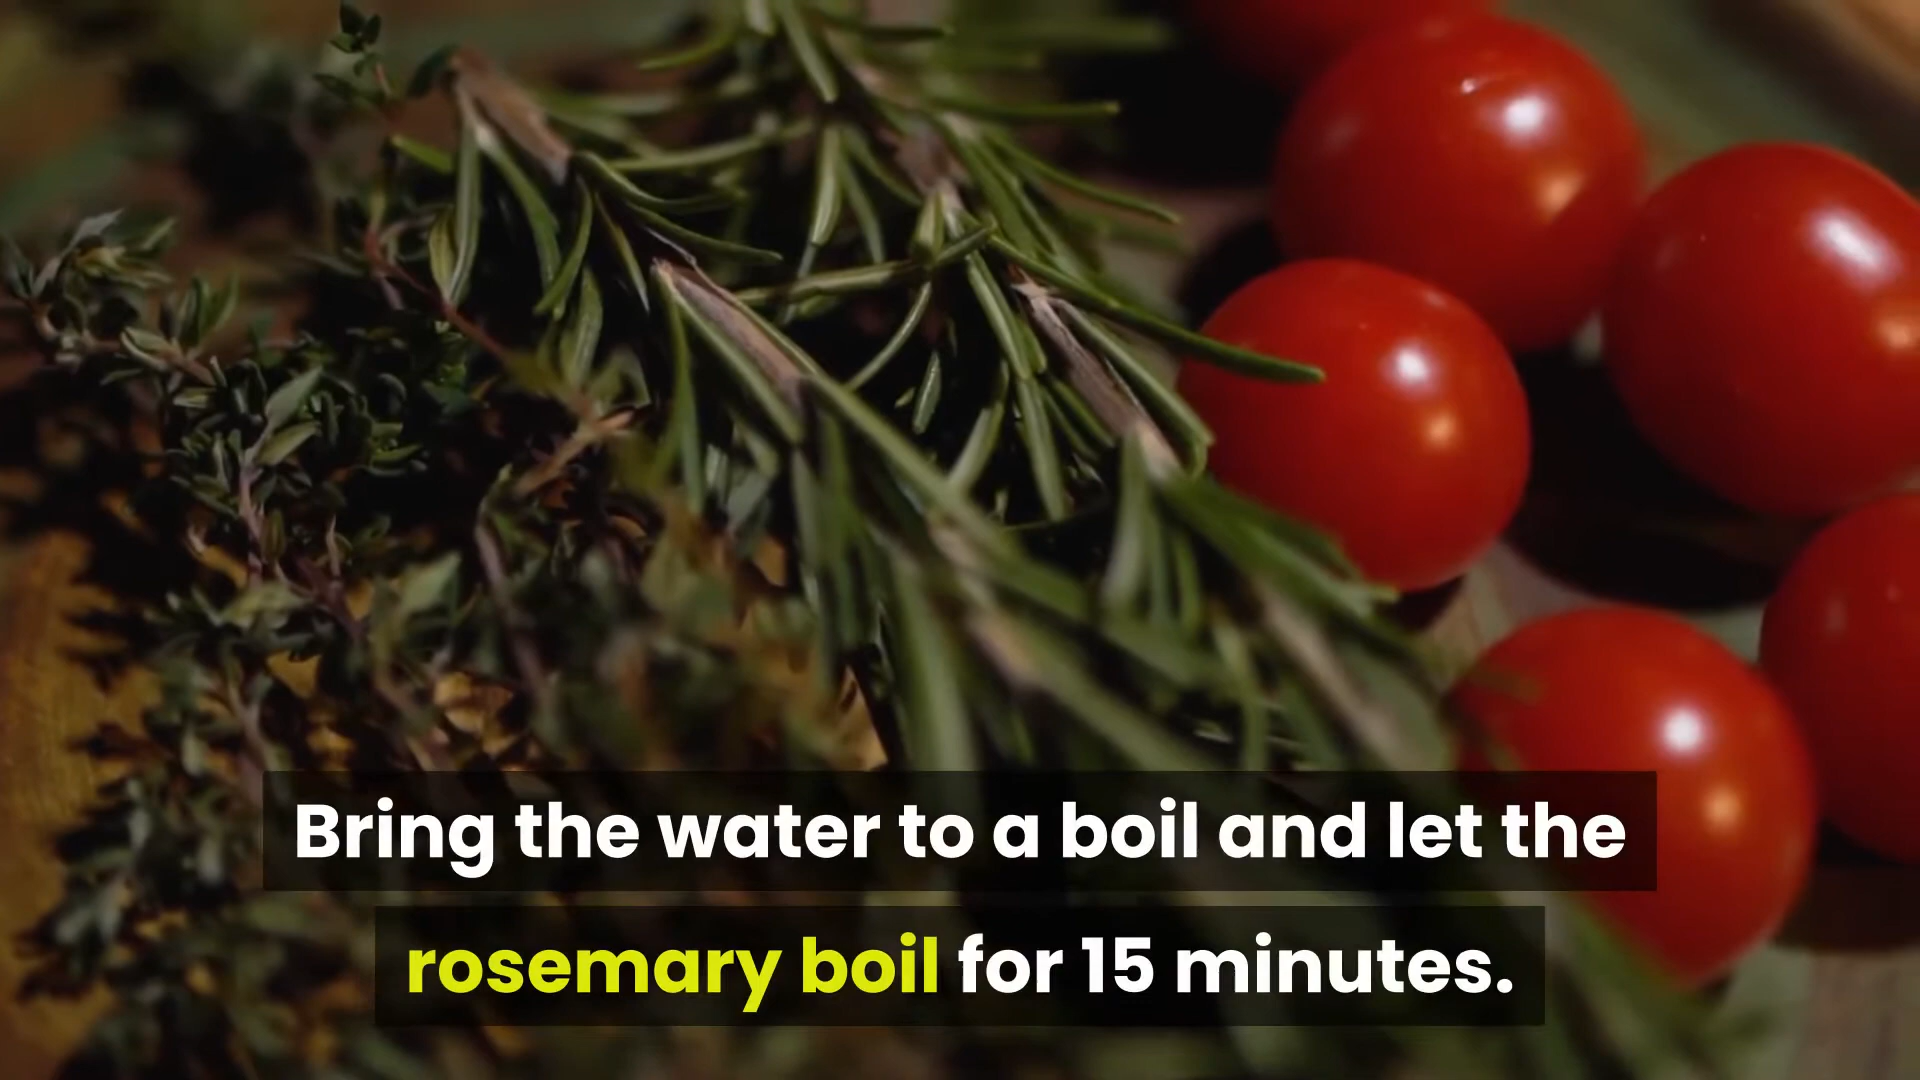 Bring the water to a boil and let the
rosemary boil for 15 minutes.